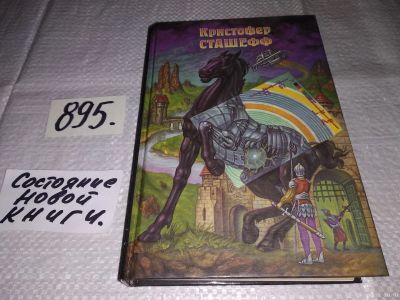 Кристофер
СТАШЕФФ
895.
Состояние
Новой
книги.